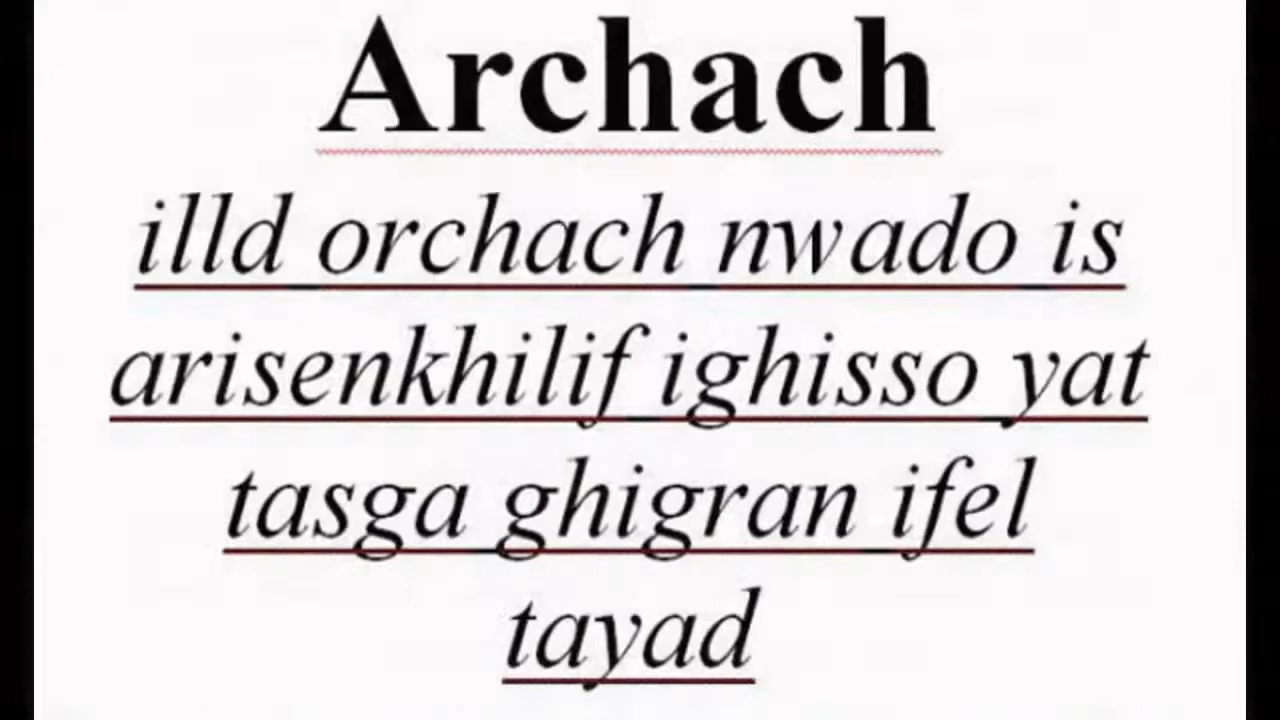 Archach
illd orchach nwado is
arisenkhilif ighisso yat
tasga ghigran ifel
tayad